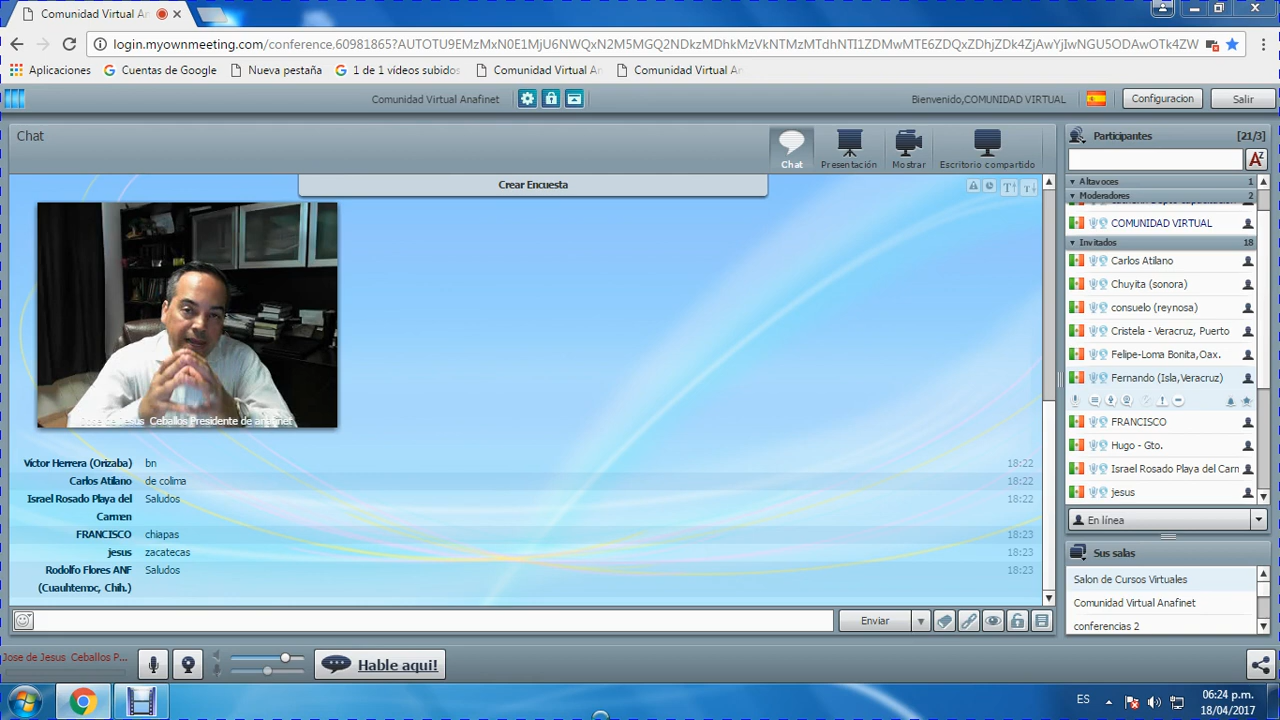 Comunidad Virtual Anaf
login.myownmeeting.com/conference,60981865?AUTOTU9EMzMxN0E1MjU6NWQxN2M5MGQ2NDkzMDhkMzVkNTMzMTdhNTI1ZDMwMTE6ZDQxZDhjZDk4ZjAwYjIwNGU5ODAwOTk4ZW
Aplicaciones
Cuentas de Google
Nueva pestaña
1 de 1 vídeos subidos
Comunidad Virtual An
Comunidad Virtual An
Comunidad Virtual Anafinet
Bienvenido,COMUNIDAD VIRTUAL
Configuracion
Salir
Chat
Chat
Presentación
Mostrar
Escritorio compartido
Crear Encuesta
Jose de Jesus Ceballos Presidente de anafinet
Víctor Herrera (Orizaba) bn 18:22
Carlos Atilano de colima 18:22
Israel Rosado Playa del Saludos 18:22
Carmen
FRANCISCO chiapas 18:23
jesus zacatecas 18:23
Rodolfo Flores ANF Saludos 18:23
(Cuauhtemoc, Chih.)
Enviar
Participantes [21/3]
Altavoces 1
Moderadores 2
COMUNIDAD VIRTUAL
Invitados 18
Carlos Atilano
Chuyita (sonora)
consuelo (reynosa)
Cristela - Veracruz, Puerto
Felipe-Loma Bonita,Oax.
Fernando (Isla,Veracruz)
FRANCISCO
Hugo - Gto.
Israel Rosado Playa del Carm
jesus
En línea
Sus salas
Salon de Cursos Virtuales
Comunidad Virtual Anafinet
conferencias 2
Jose de Jesus Ceballos P...
Hable aqui!
ES
06:24 p.m.
18/04/2017